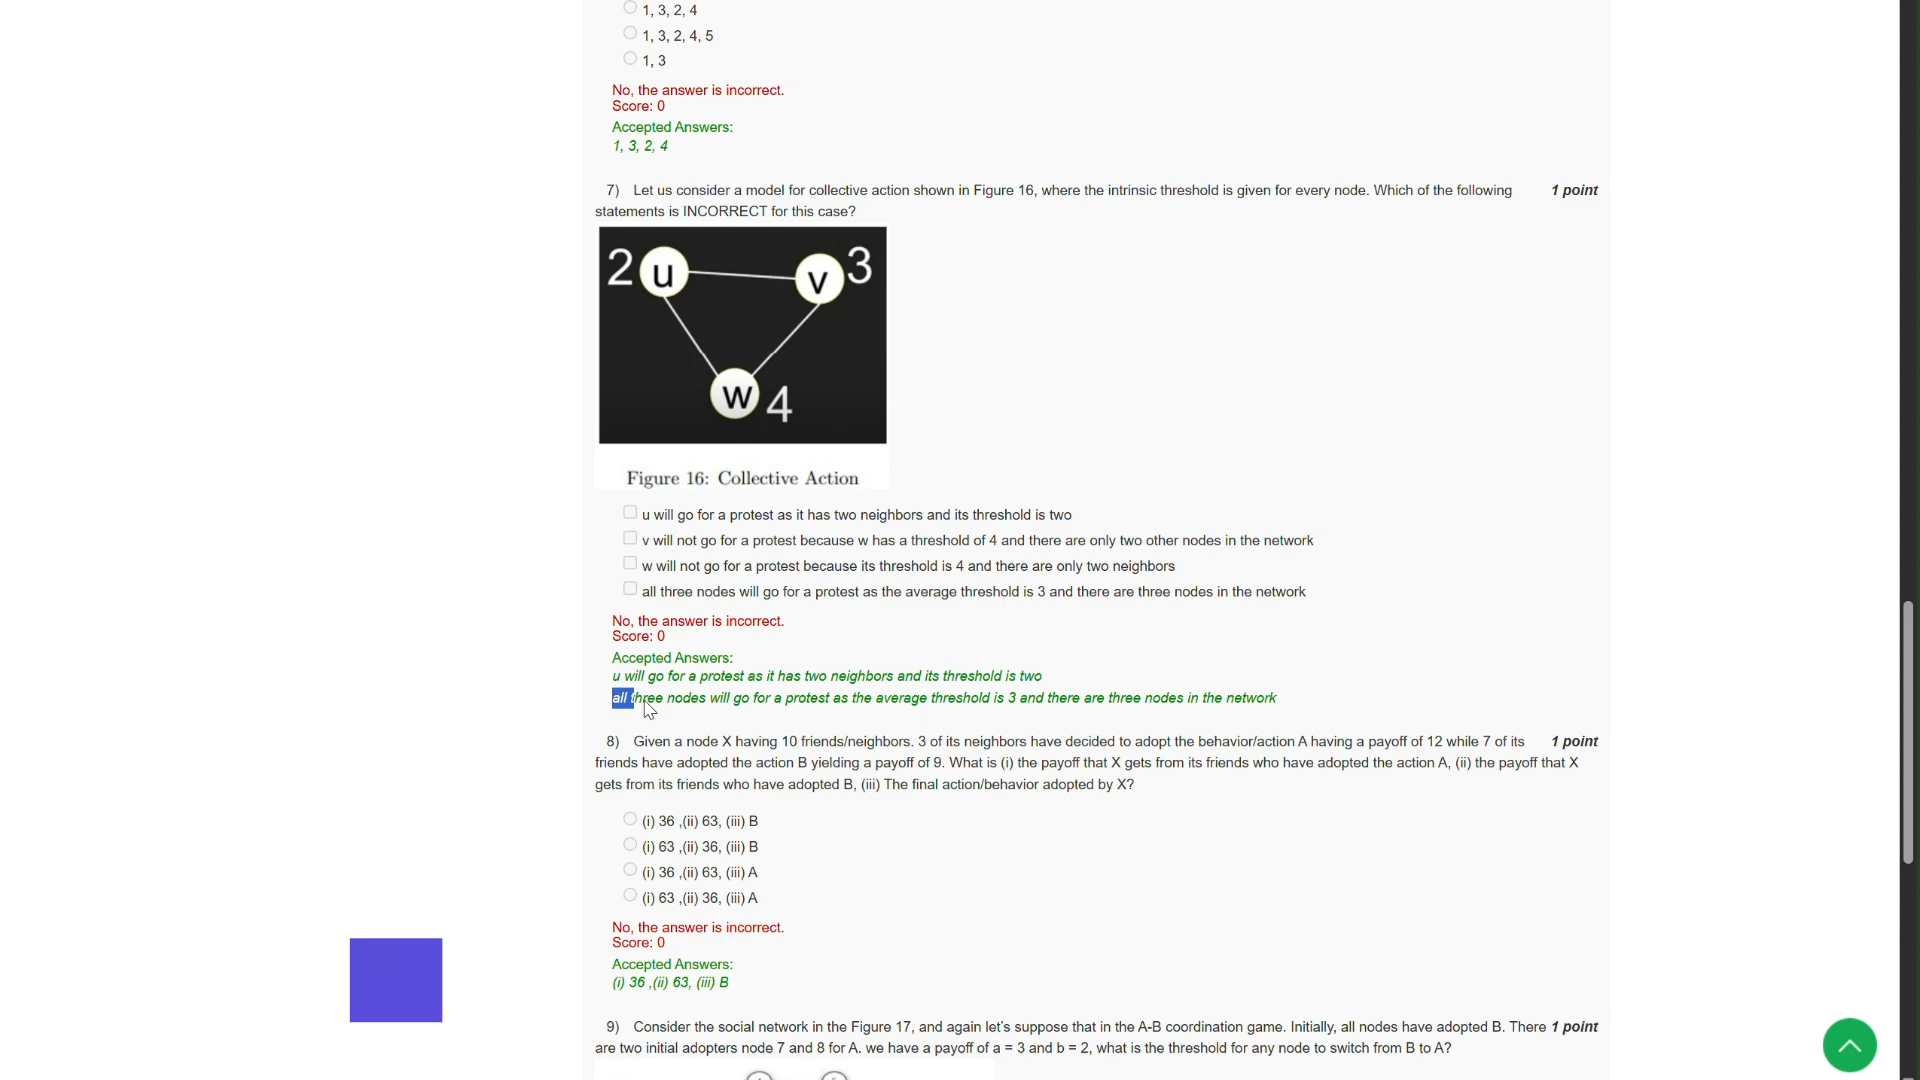 1, 3, 2, 4
1, 3, 2, 4, 5
1, 3
No, the answer is incorrect.
Score: 0
Accepted Answers:
1, 3, 2, 4
7) Let us consider a model for collective action shown in Figure 16, where the intrinsic threshold is given for every node. Which of the following 1 point
statements is INCORRECT for this case?
2 u v 3
w 4
Figure 16: Collective Action
u will go for a protest as it has two neighbors and its threshold is two
v will not go for a protest because w has a threshold of 4 and there are only two other nodes in the network
w will not go for a protest because its threshold is 4 and there are only two neighbors
all three nodes will go for a protest as the average threshold is 3 and there are three nodes in the network
No, the answer is incorrect.
Score: 0
Accepted Answers:
u will go for a protest as it has two neighbors and its threshold is two
all three nodes will go for a protest as the average threshold is 3 and there are three nodes in the network
8) Given a node X having 10 friends/neighbors. 3 of its neighbors have decided to adopt the behavior/action A having a payoff of 12 while 7 of its 1 point
friends have adopted the action B yielding a payoff of 9. What is (i) the payoff that X gets from its friends who have adopted the action A, (ii) the payoff that X
gets from its friends who have adopted B, (iii) The final action/behavior adopted by X?
(i) 36 ,(ii) 63, (iii) B
(i) 63 ,(ii) 36, (iii) B
(i) 36 ,(ii) 63, (iii) A
(i) 63 ,(ii) 36, (iii) A
No, the answer is incorrect.
Score: 0
Accepted Answers:
(i) 36 ,(ii) 63, (iii) B
9) Consider the social network in the Figure 17, and again let's suppose that in the A-B coordination game. Initially, all nodes have adopted B. There 1 point
are two initial adopters node 7 and 8 for A. we have a payoff of a = 3 and b = 2, what is the threshold for any node to switch from B to A?